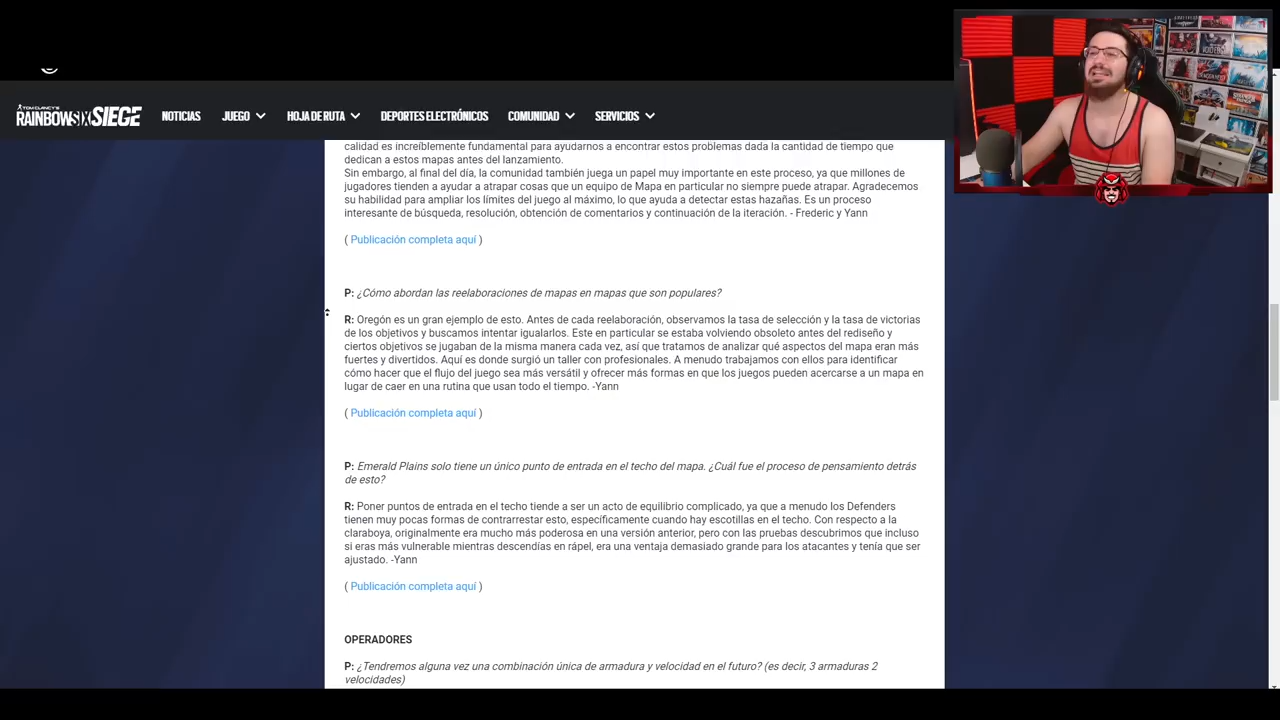 TOM CLANCY'S
RAINBOWSIX SIEGE
NOTICIAS
JUEGO
HOJA DE RUTA
DEPORTES ELECTRÓNICOS
COMUNIDAD
SERVICIOS
calidad es increíblemente fundamental para ayudarnos a encontrar estos problemas dada la cantidad de tiempo que
dedican a estos mapas antes del lanzamiento.
Sin embargo, al final del día, la comunidad también juega un papel muy importante en este proceso, ya que millones de
jugadores tienden a ayudar a atrapar cosas que un equipo de Mapa en particular no siempre puede atrapar. Agradecemos
su habilidad para ampliar los límites del juego al máximo, lo que ayuda a detectar estas hazañas. Es un proceso
interesante de búsqueda, resolución, obtención de comentarios y continuación de la iteración. - Frederic y Yann
( Publicación completa aquí )
P: ¿Cómo abordan las reelaboraciones de mapas en mapas que son populares?
R: Oregón es un gran ejemplo de esto. Antes de cada reelaboración, observamos la tasa de selección y la tasa de victorias
de los objetivos y buscamos intentar igualarlos. Este en particular se estaba volviendo obsoleto antes del rediseño y
ciertos objetivos se jugaban de la misma manera cada vez, así que tratamos de analizar qué aspectos del mapa eran más
fuertes y divertidos. Aquí es donde surgió un taller con profesionales. A menudo trabajamos con ellos para identificar
cómo hacer que el flujo del juego sea más versátil y ofrecer más formas en que los juegos pueden acercarse a un mapa en
lugar de caer en una rutina que usan todo el tiempo. -Yann
( Publicación completa aquí )
P: Emerald Plains solo tiene un único punto de entrada en el techo del mapa. ¿Cuál fue el proceso de pensamiento detrás
de esto?
R: Poner puntos de entrada en el techo tiende a ser un acto de equilibrio complicado, ya que a menudo los Defenders
tienen muy pocas formas de contrarrestar esto, específicamente cuando hay escotillas en el techo. Con respecto a la
claraboya, originalmente era mucho más poderosa en una versión anterior, pero con las pruebas descubrimos que incluso
si eras más vulnerable mientras descendías en rápel, era una ventaja demasiado grande para los atacantes y tenía que ser
ajustado. -Yann
( Publicación completa aquí )
OPERADORES
P: ¿Tendremos alguna vez una combinación única de armadura y velocidad en el futuro? (es decir, 3 armaduras 2
velocidades)